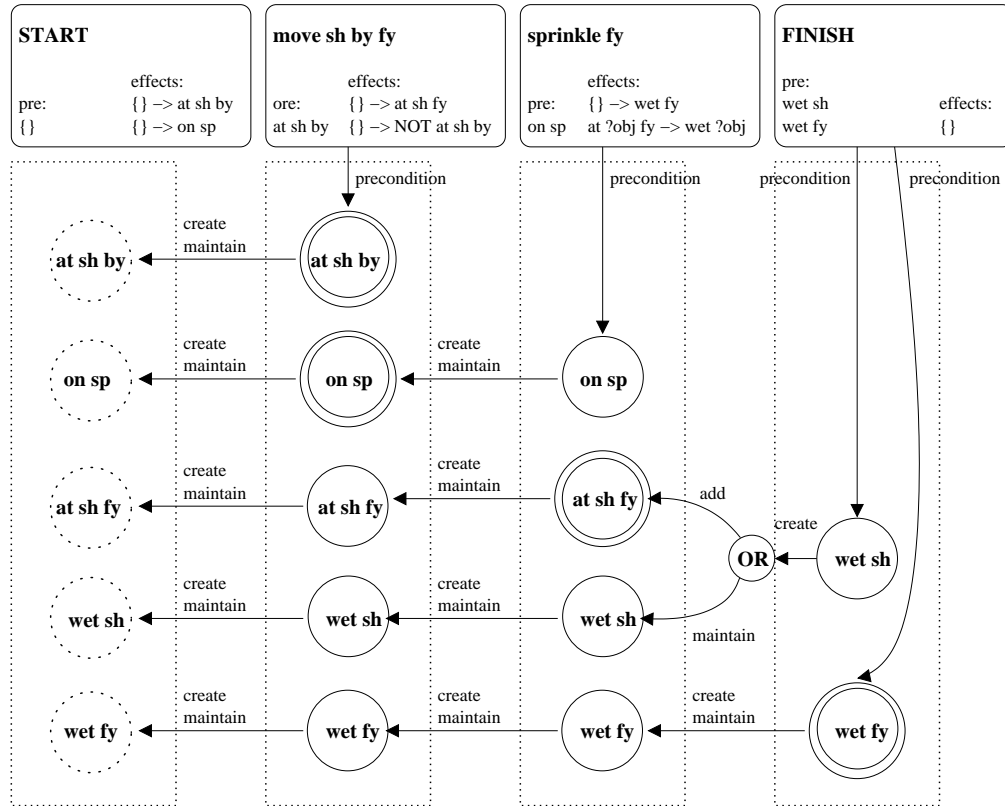 START
effects:
pre: {} −> at sh by
{} {} −> on sp
move sh by fy
effects:
ore: {} −> at sh fy
at sh by {} −> NOT at sh by
sprinkle fy
effects:
pre: {} −> wet fy
on sp at ?obj fy −> wet ?obj
FINISH
pre:
wet sh effects:
wet fy {}
precondition precondition precondition precondition
create
maintain
at sh by at sh by
create create
maintain maintain
on sp on sp on sp
create create
maintain maintain add
at sh fy at sh fy at sh fy
create
OR wet sh
create create
maintain maintain
wet sh wet sh wet sh
maintain
create create create
maintain maintain maintain
wet fy wet fy wet fy wet fy